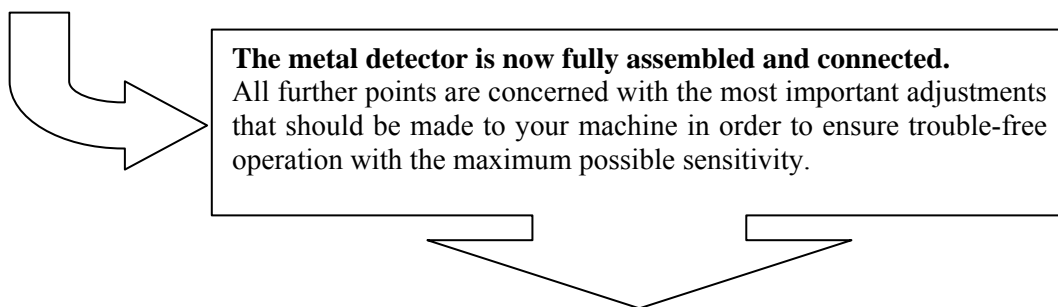 The metal detector is now fully assembled and connected.
All further points are concerned with the most important adjustments
that should be made to your machine in order to ensure trouble-free
operation with the maximum possible sensitivity.